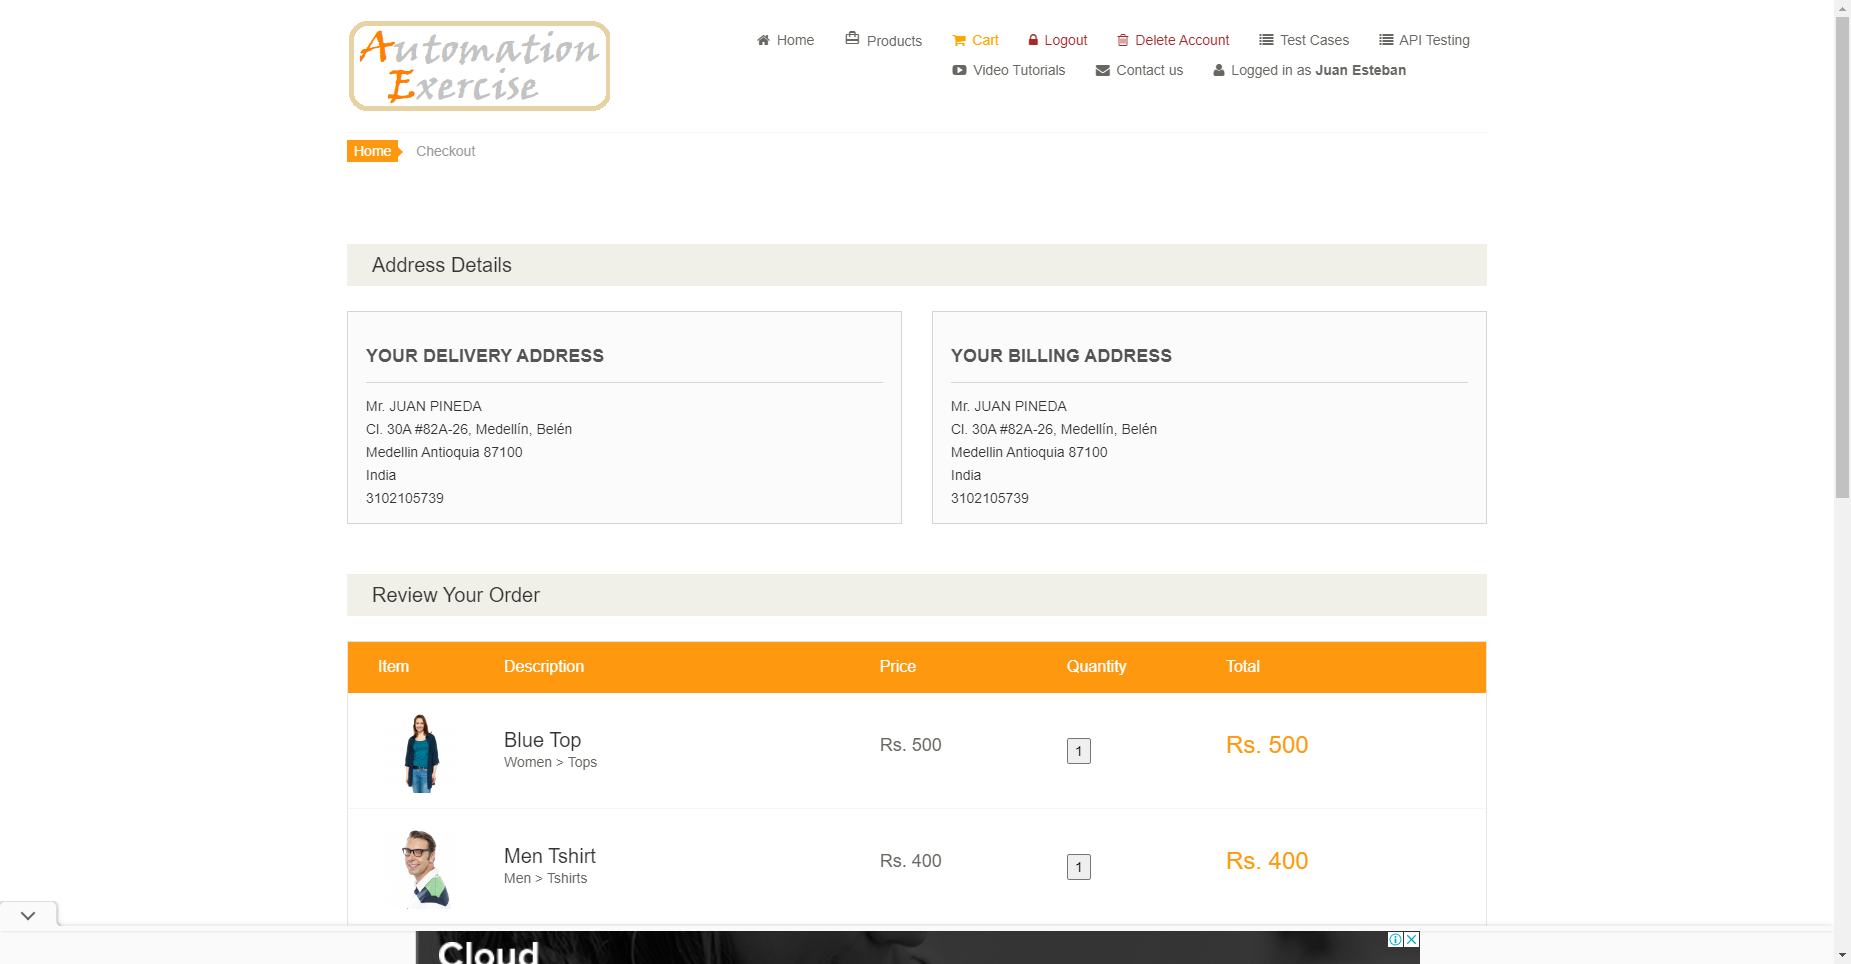 Automation
Exercise
Home
Products
Cart
Logout
Delete Account
Test Cases
API Testing
Video Tutorials
Contact us
Logged in as Juan Esteban
Home
Checkout
Address Details
YOUR DELIVERY ADDRESS
Mr. JUAN PINEDA
Cl. 30A #82A-26, Medellín, Belén
Medellin Antioquia 87100
India
3102105739
YOUR BILLING ADDRESS
Mr. JUAN PINEDA
Cl. 30A #82A-26, Medellín, Belén
Medellin Antioquia 87100
India
3102105739
Review Your Order
Item Description Price Quantity Total
Blue Top
Women > Tops
Rs. 500
1
Rs. 500
Men Tshirt
Men > Tshirts
Rs. 400
1
Rs. 400
Cloud